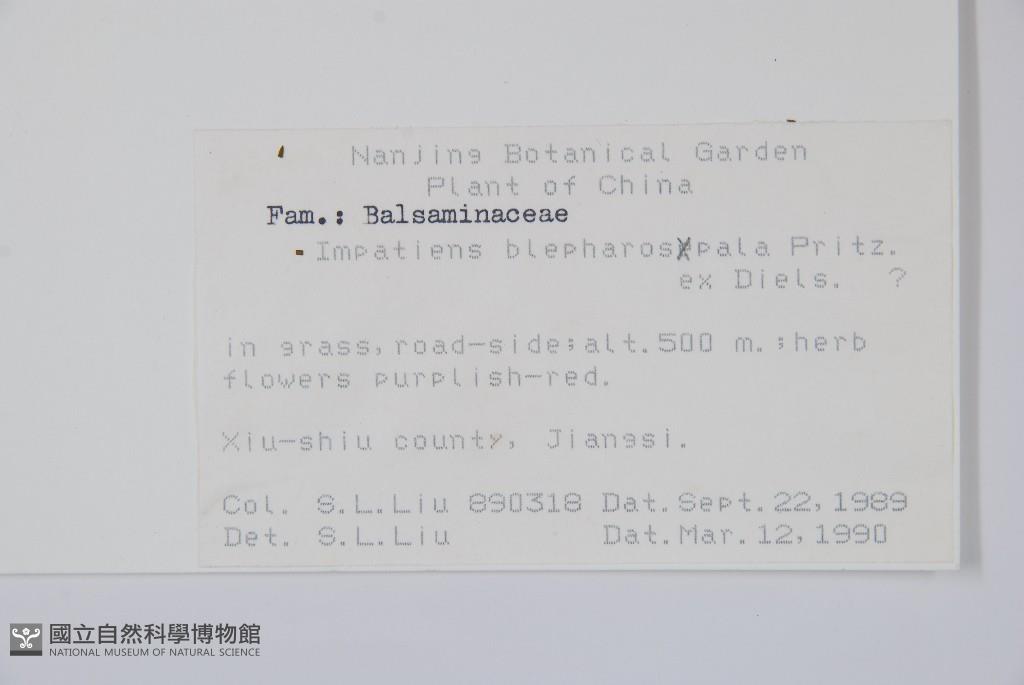 Nanjing Botanical Garden
Plant of China
Fam.: Balsaminaceae
Impatiens blepharosepala Pritz.
ex Diels. ?
in grass, road-side; alt. 500 m. ; herb
flowers purplish-red.
Xiu-shiu county, Jiangsi.
Col. S.L.Liu 890318 Dat. Sept. 22, 1989
Det. S.L.Liu Dat. Mar. 12, 1990
國立自然科學博物館
NATIONAL MUSEUM OF NATURAL SCIENCE